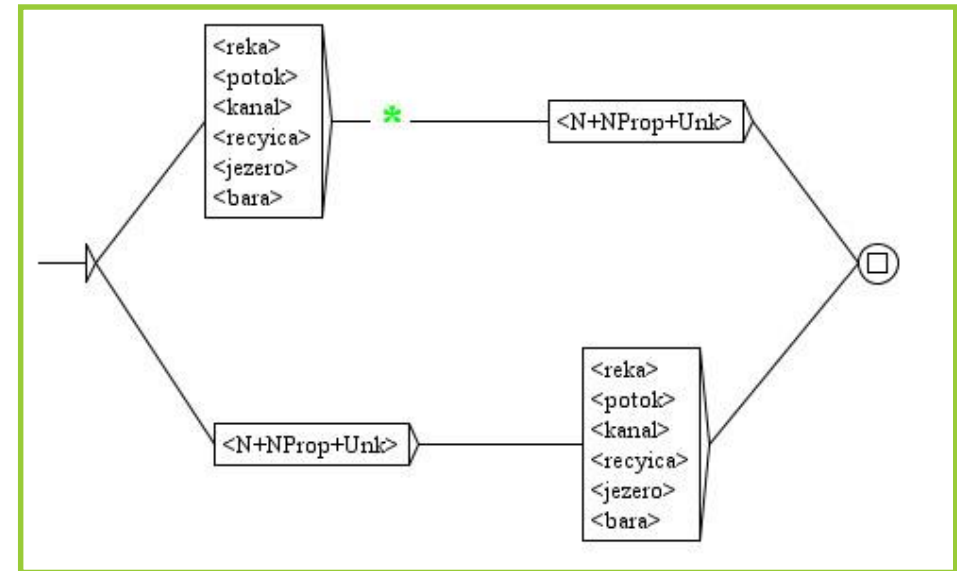 <reka>
<potok>
<kanal>
<recyica>
<jezero>
<bara>
*
<N+NProp+Unk>
<N+NProp+Unk>
<reka>
<potok>
<kanal>
<recyica>
<jezero>
<bara>